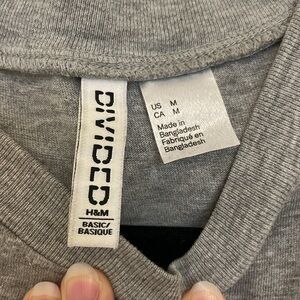 DIVIDED
H&M
BASIC/
BASIQUE
US M
CA M
Made in
Bangladesh
Fabriqué en
Bangladesh